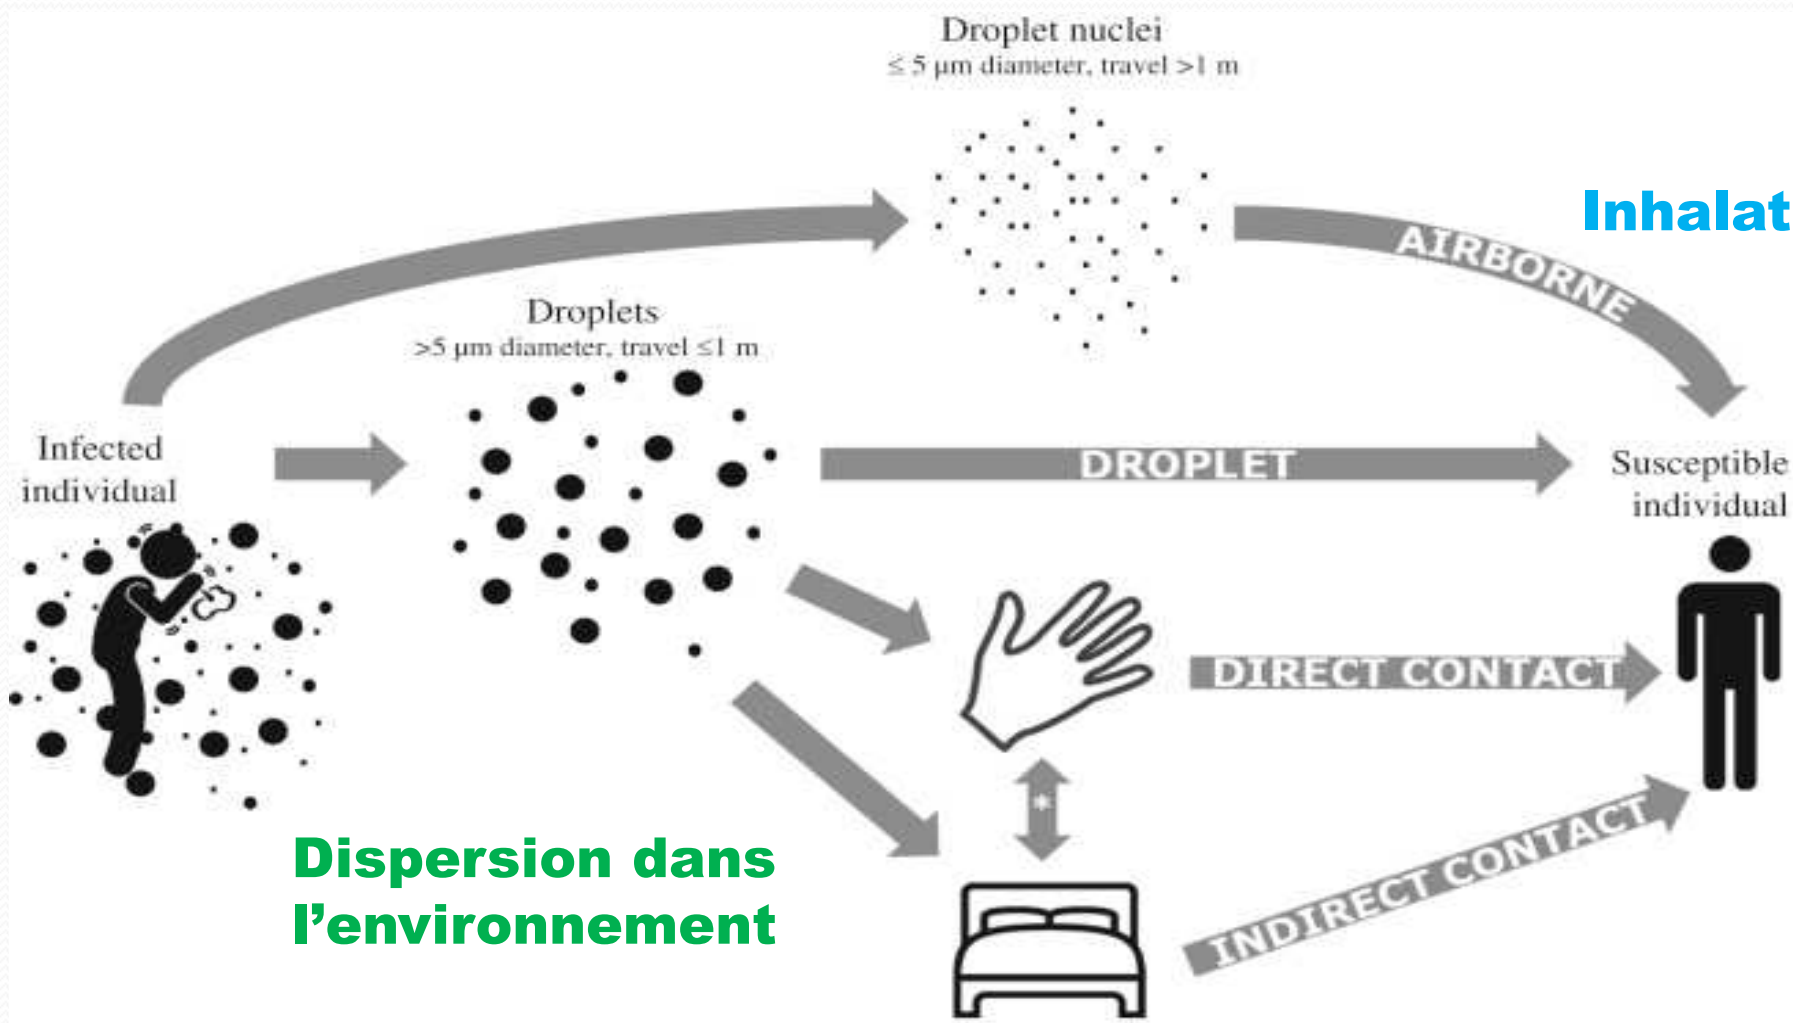 Droplet nuclei
≤ 5 µm diameter, travel >1 m
Inhalat
AIRBORNE
Droplets
>5 µm diameter, travel ≤1 m
Infected
individual
DROPLET
Susceptible
individual
DIRECT CONTACT
*
INDIRECT CONTACT
Dispersion dans
l’environnement